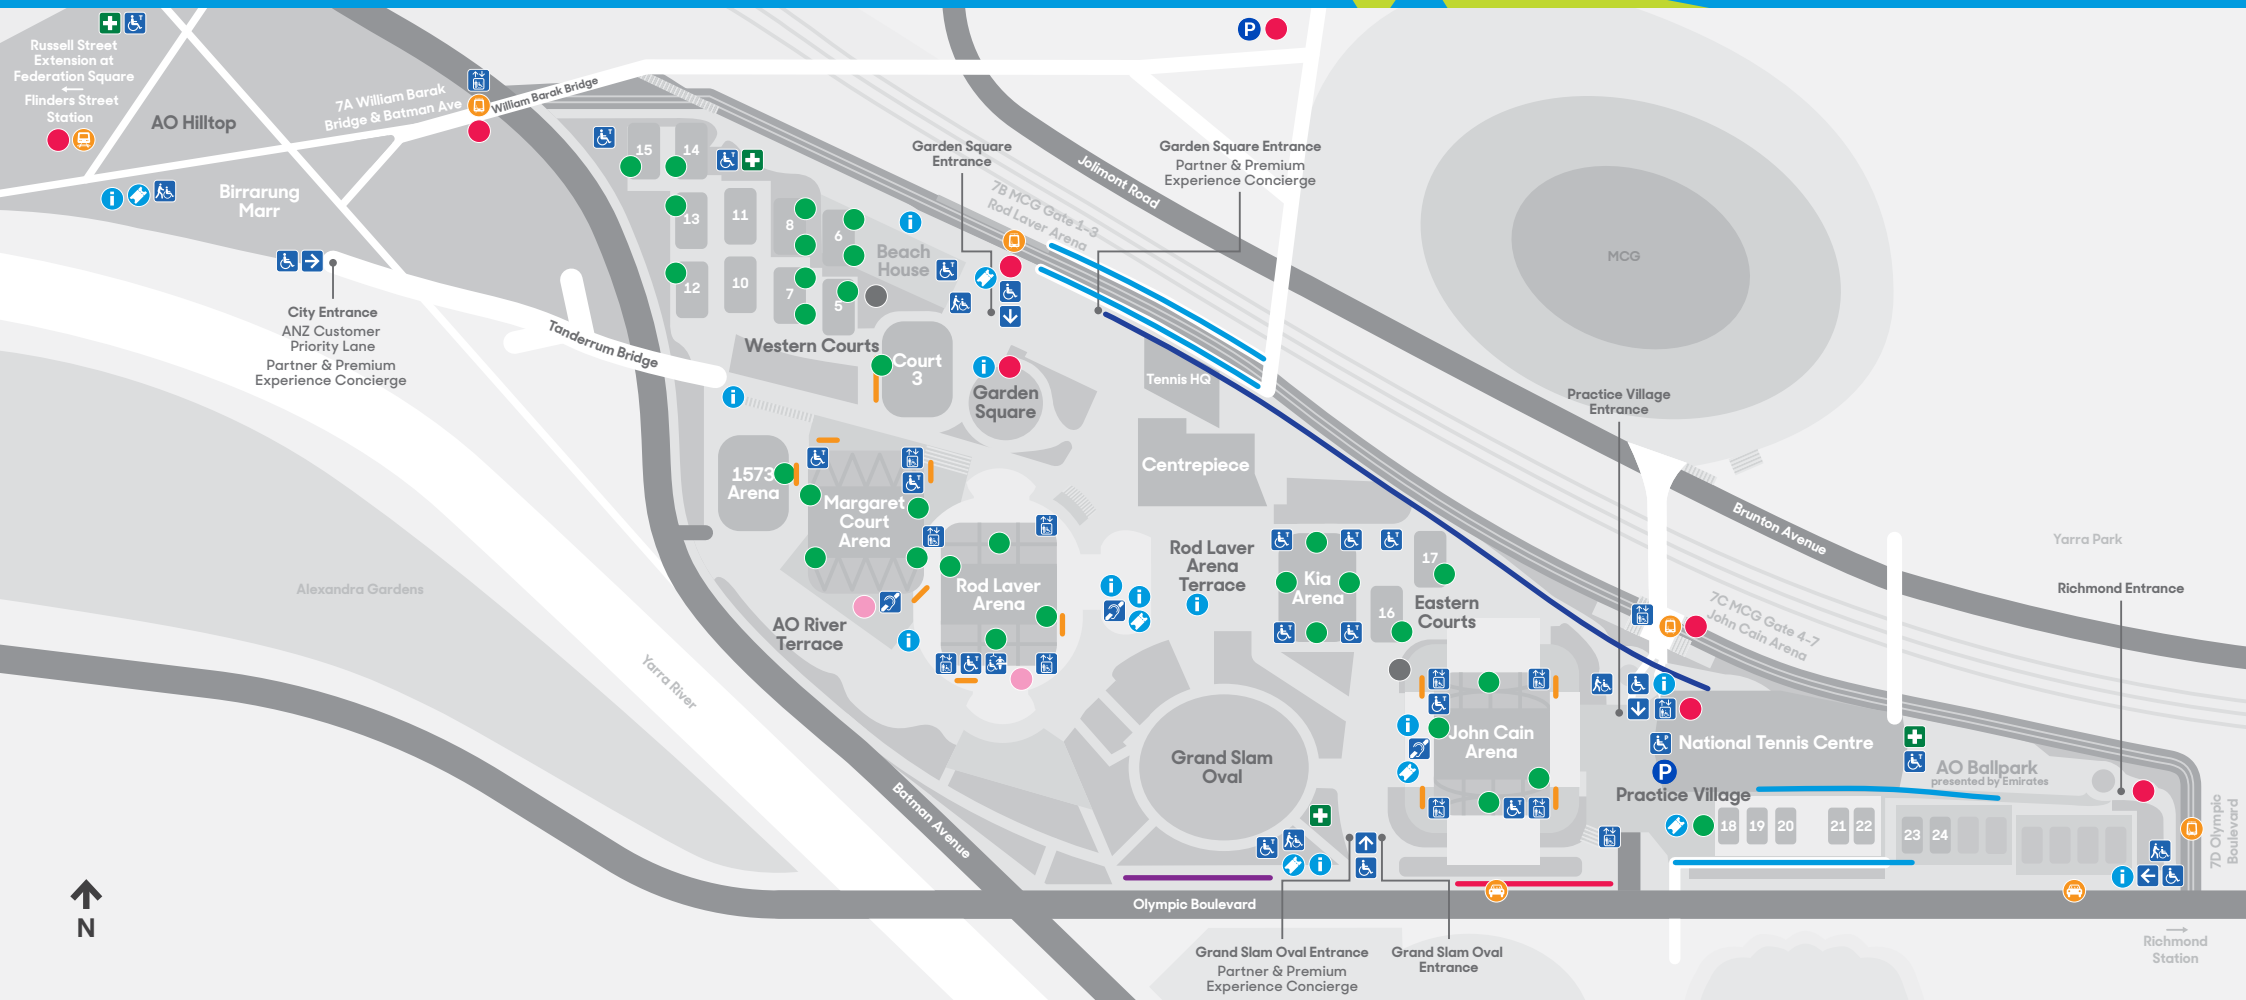 Russell Street
Extension at
Federation Square
Flinders Street
Station
AO Hilltop
7A William Barak
Bridge & Batman Ave
William Barak Bridge
Birrarung
Marr
City Entrance
ANZ Customer
Priority Lane
Partner & Premium
Experience Concierge
Tanderrum Bridge
15
14
13
11
8
6
12
10
7
5
Beach
House
Western Courts
Court
3
Garden Square
Entrance
7B MCG Gate 1-3
Rod Laver Arena
Garden Square Entrance
Partner & Premium
Experience Concierge
Jolimont Road
P
MCG
Garden
Square
Tennis HQ
Centrepiece
Practice Village
Entrance
Brunton Avenue
Yarra Park
Richmond Entrance
1573
Arena
Margaret
Court
Arena
Rod Laver
Arena
Rod Laver
Arena
Terrace
Kia
Arena
17
16
Eastern
Courts
7C MCG Gate 4-7
John Cain Arena
Alexandra Gardens
AO River
Terrace
Yarra River
Grand Slam
Oval
John Cain
Arena
National Tennis Centre
P
Practice Village
AO Ballpark
presented by Emirates
18
19
20
21
22
23
24
7D Olympic
Boulevard
Batman Avenue
Olympic Boulevard
N
Grand Slam Oval Entrance
Partner & Premium
Experience Concierge
Grand Slam Oval
Entrance
Richmond
Station